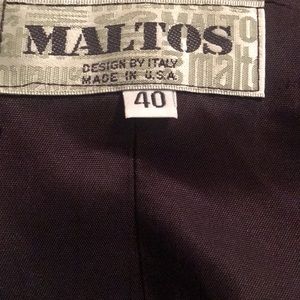 MALTOS
DESIGN BY ITALY
MADE IN U.S.A.
40